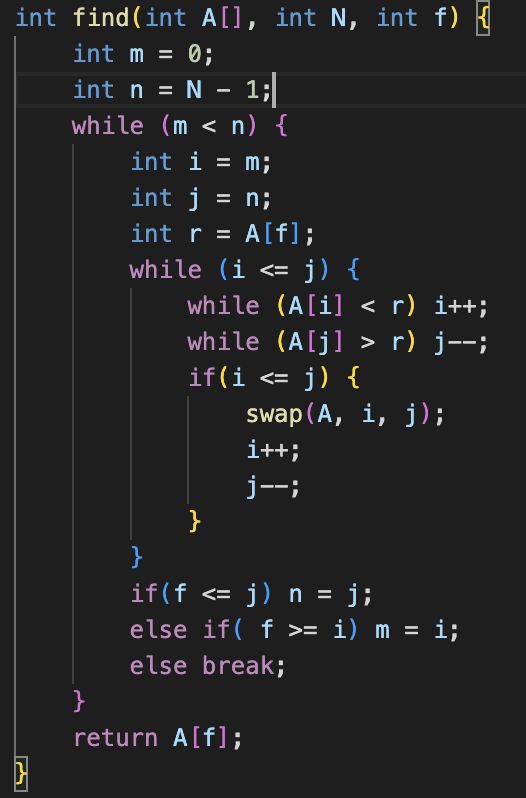 int find(int A[], int N, int f) {
    int m = 0;
    int n = N - 1;
    while (m < n) {
        int i = m;
        int j = n;
        int r = A[f];
        while (i <= j) {
            while (A[i] < r) i++;
            while (A[j] > r) j--;
            if(i <= j) {
                swap(A, i, j);
                i++;
                j--;
            }
        }
        if(f <= j) n = j;
        else if( f >= i) m = i;
        else break;
    }
    return A[f];
}